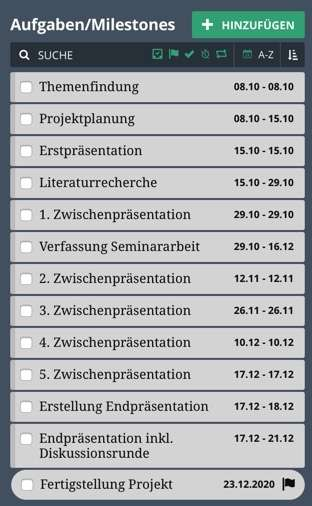 Aufgaben/Milestones + HINZUFÜGEN
SUCHE A-Z
Themenfindung 08.10 - 08.10
Projektplanung 08.10 - 15.10
Erstpräsentation 15.10 - 15.10
Literaturrecherche 15.10 - 29.10
1. Zwischenpräsentation 29.10 - 29.10
Verfassung Seminararbeit 29.10 - 16.12
2. Zwischenpräsentation 12.11 - 12.11
3. Zwischenpräsentation 26.11 - 26.11
4. Zwischenpräsentation 10.12 - 10.12
5. Zwischenpräsentation 17.12 - 17.12
Erstellung Endpräsentation 17.12 - 18.12
Endpräsentation inkl. 17.12 - 21.12
Diskussionsrunde
Fertigstellung Projekt 23.12.2020